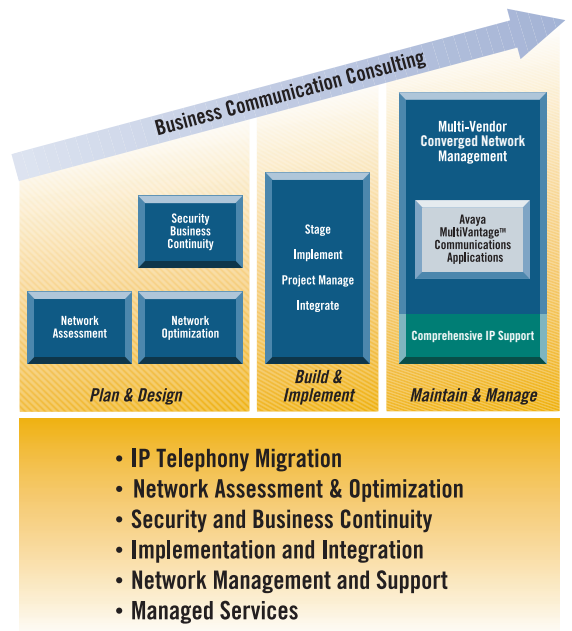 Business Communication Consulting
Security
Business
Continuity
Network
Assessment
Network
Optimization
Plan & Design
Stage
Implement
Project Manage
Integrate
Build &
Implement
Multi-Vendor
Converged Network
Management
Avaya
MultiVantage™
Communications
Applications
Comprehensive IP Support
Maintain & Manage
• IP Telephony Migration
• Network Assessment & Optimization
• Security and Business Continuity
• Implementation and Integration
• Network Management and Support
• Managed Services